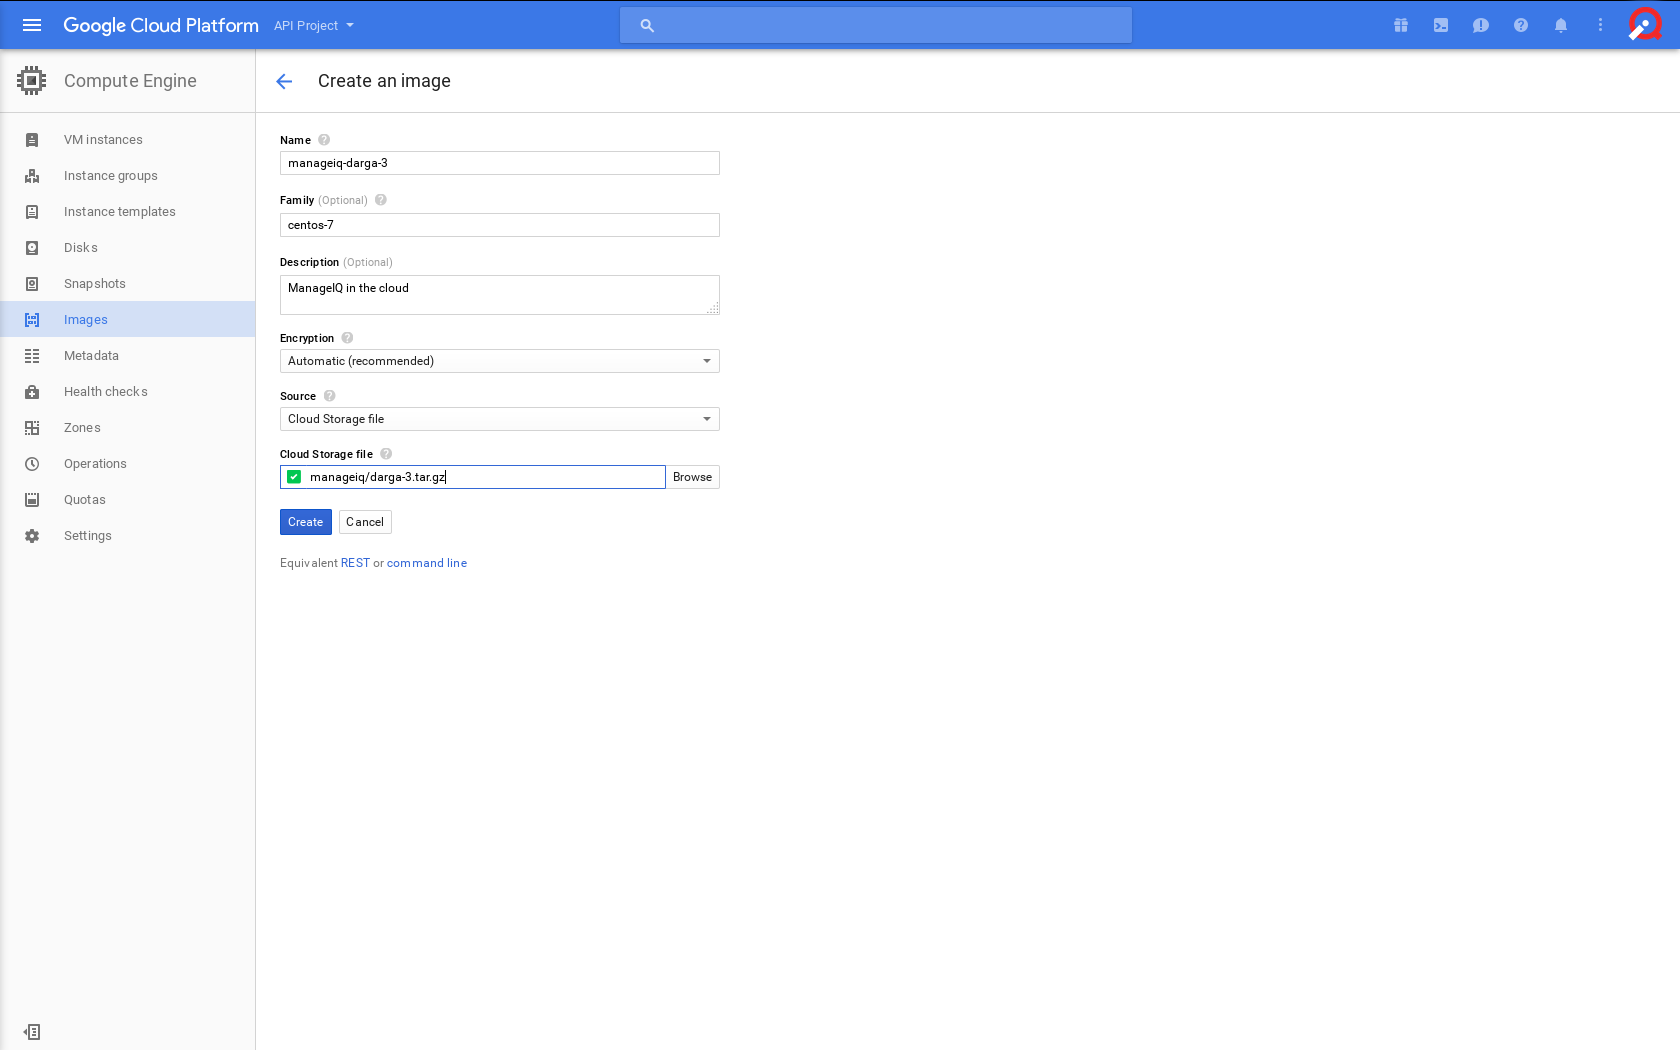 Google Cloud Platform API Project
Compute Engine
Create an image
VM instances
Instance groups
Instance templates
Disks
Snapshots
Images
Metadata
Health checks
Zones
Operations
Quotas
Settings
Name
manageiq-darga-3
Family (Optional)
centos-7
Description (Optional)
ManageIQ in the cloud
Encryption
Automatic (recommended)
Source
Cloud Storage file
Cloud Storage file
manageiq/darga-3.tar.gz Browse
Create Cancel
Equivalent REST or command line